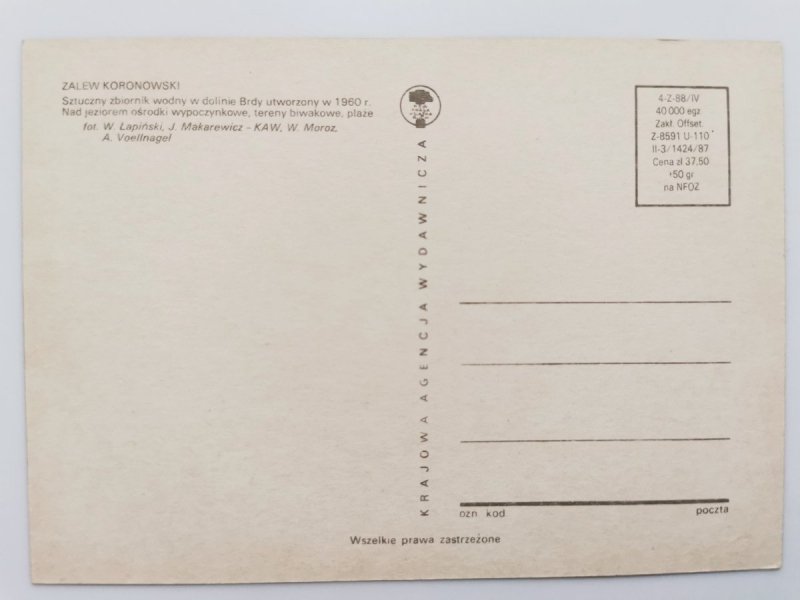 ZALEW KORONOWSKI
Sztuczny zbiornik wodny w dolinie Brdy utworzony w 1960 r.
Nad jeziorem ośrodki wypoczynkowe, tereny biwakowe, plaże
fot. W. Łapiński, J. Makarewicz - KAW, W. Moroz,
A. Voellnagel
KRAJOWA AGENCJA WYDAWNICZA
4-Z-88/IV
40 000 egz
Zakł. Offset.
Z-8591 U-110
II-3/1424/87
Cena zł 37,50
+50 gr
na NFOZ
ozn kod
poczta
Wszelkie prawa zastrzeżone